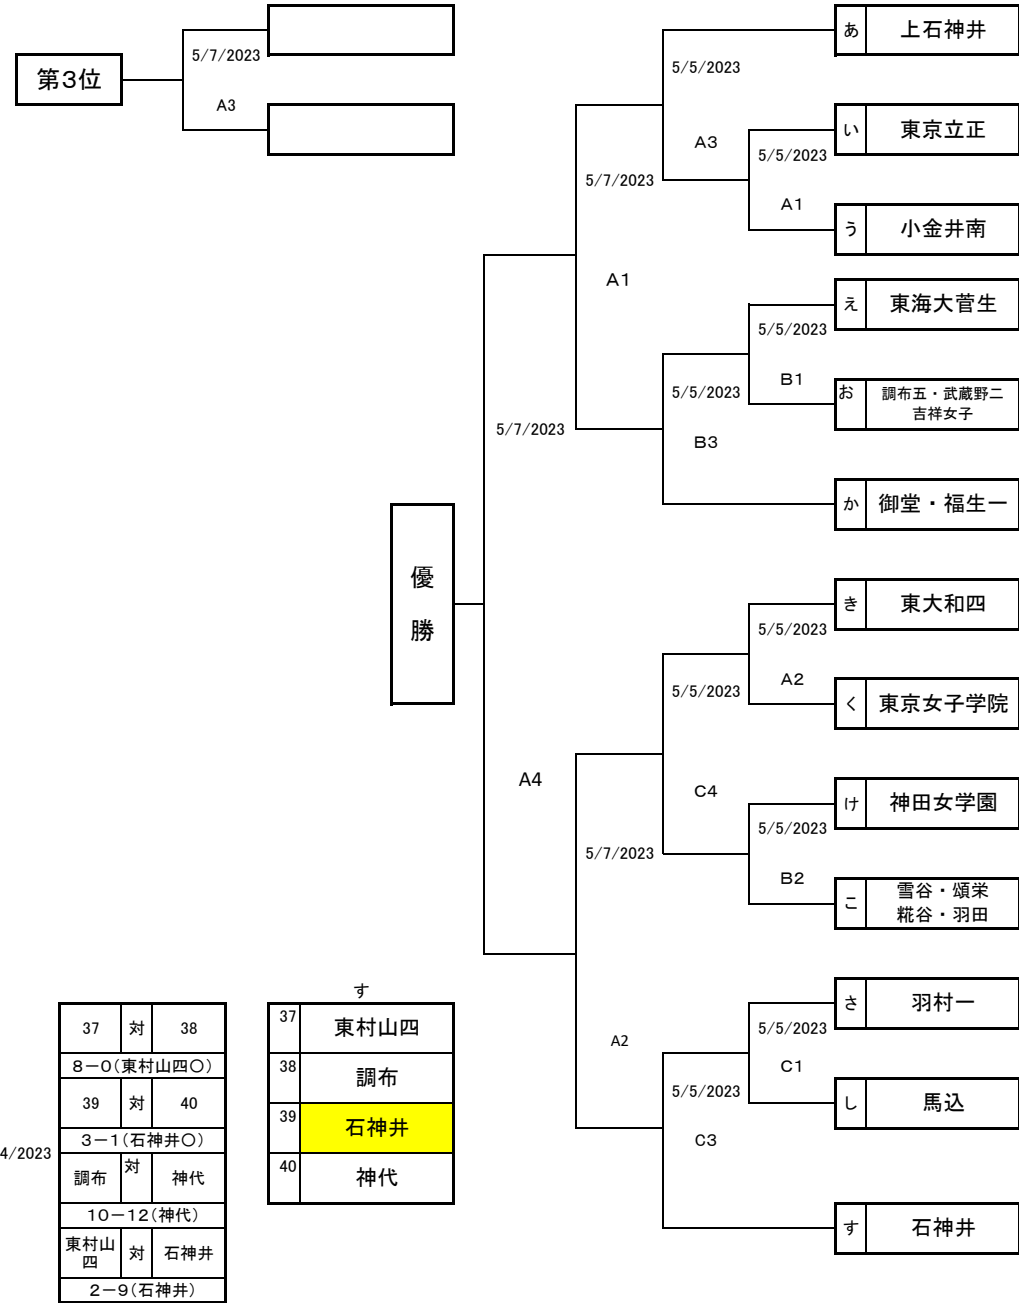 第3位
5/7/2023
A3
あ
上石神井
5/5/2023
A3
い
東京立正
5/5/2023
A1
う
小金井南
5/7/2023
A1
え
東海大菅生
5/5/2023
B1
お
調布五・武蔵野二
吉祥女子
5/5/2023
B3
か
御堂・福生一
5/7/2023
優
勝
A4
き
東大和四
5/5/2023
A2
く
東京女子学院
5/5/2023
C4
け
神田女学園
5/5/2023
B2
こ
雪谷・頌栄
糀谷・羽田
5/7/2023
A2
さ
羽村一
5/5/2023
C1
し
馬込
5/5/2023
C3
す
石神井
4/2023
37 対 38
8－0(東村山四〇)
39 対 40
3－1(石神井〇)
調布 対 神代
10－12(神代)
東村山
四 対 石神井
2－9(石神井)
す
37 東村山四
38 調布
39 石神井
40 神代